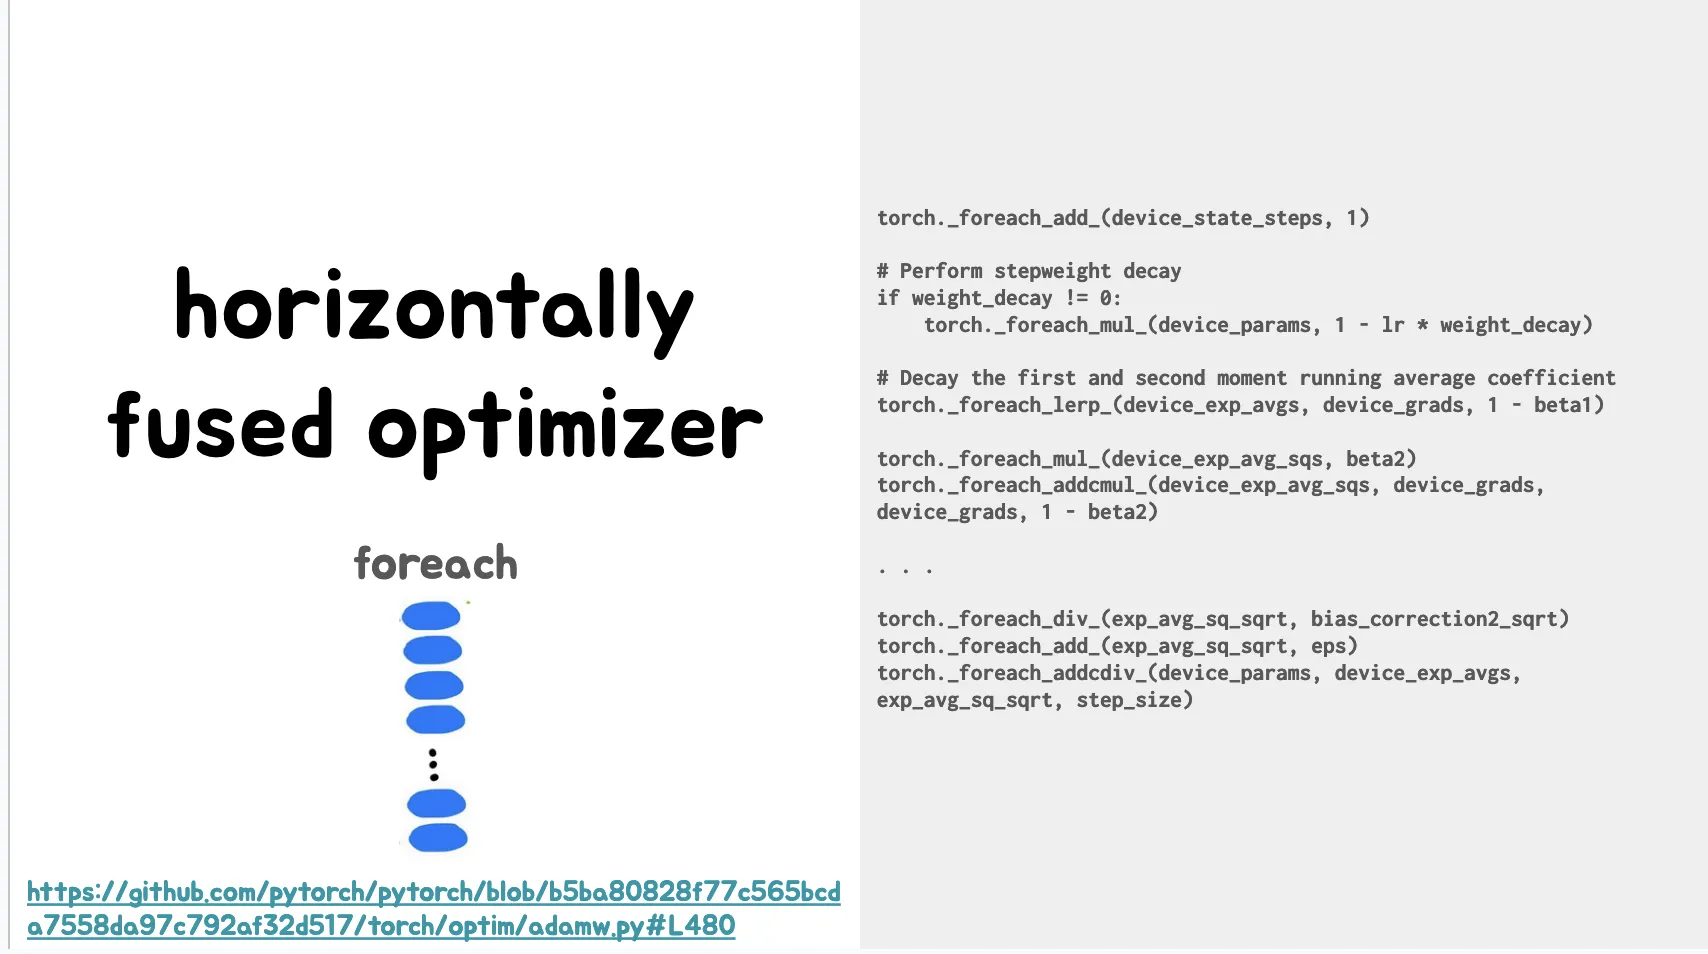 horizontally
fused optimizer
foreach
https://github.com/pytorch/pytorch/blob/b5ba80828f77c565bcd
a7558da97c792af32d517/torch/optim/adamw.py#L480
torch._foreach_add_(device_state_steps, 1)
# Perform stepweight decay
if weight_decay != 0:
    torch._foreach_mul_(device_params, 1 - lr * weight_decay)
# Decay the first and second moment running average coefficient
torch._foreach_lerp_(device_exp_avgs, device_grads, 1 - beta1)
torch._foreach_mul_(device_exp_avg_sqs, beta2)
torch._foreach_addcmul_(device_exp_avg_sqs, device_grads,
device_grads, 1 - beta2)
. . .
torch._foreach_div_(exp_avg_sq_sqrt, bias_correction2_sqrt)
torch._foreach_add_(exp_avg_sq_sqrt, eps)
torch._foreach_addcdiv_(device_params, device_exp_avgs,
exp_avg_sq_sqrt, step_size)